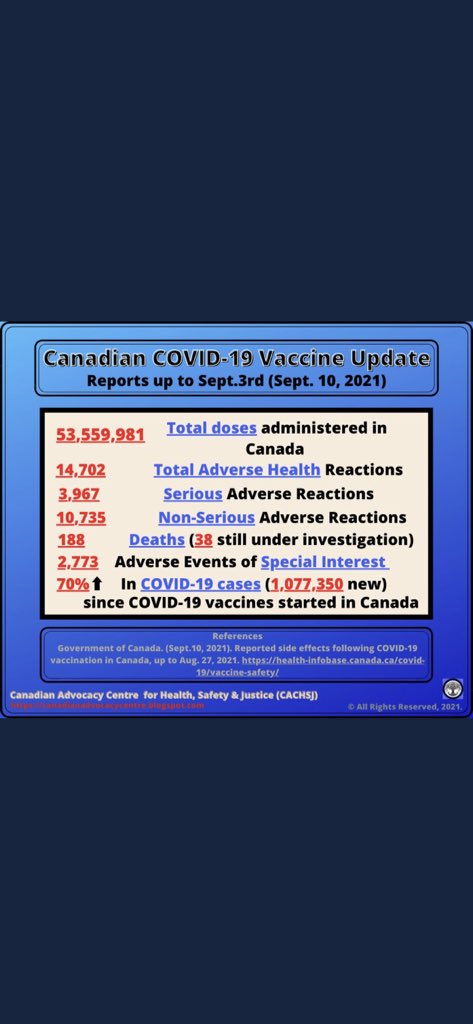 Canadian COVID-19 Vaccine Update
Reports up to Sept.3rd (Sept. 10, 2021)
53,559,981 Total doses administered in
Canada
14,702 Total Adverse Health Reactions
3,967 Serious Adverse Reactions
10,735 Non-Serious Adverse Reactions
188 Deaths (38 still under investigation)
2,773 Adverse Events of Special Interest
70%⬆ In COVID-19 cases (1,077,350 new)
since COVID-19 vaccines started in Canada
References
Government of Canada. (Sept.10, 2021). Reported side effects following COVID-19
vaccination in Canada, up to Aug. 27, 2021. https://health-infobase.canada.ca/covid-
19/vaccine-safety/
Canadian Advocacy Centre for Health, Safety & Justice (CACHSJ)
https://canadianadvocacycentre.blogspot.com
© All Rights Reserved, 2021.